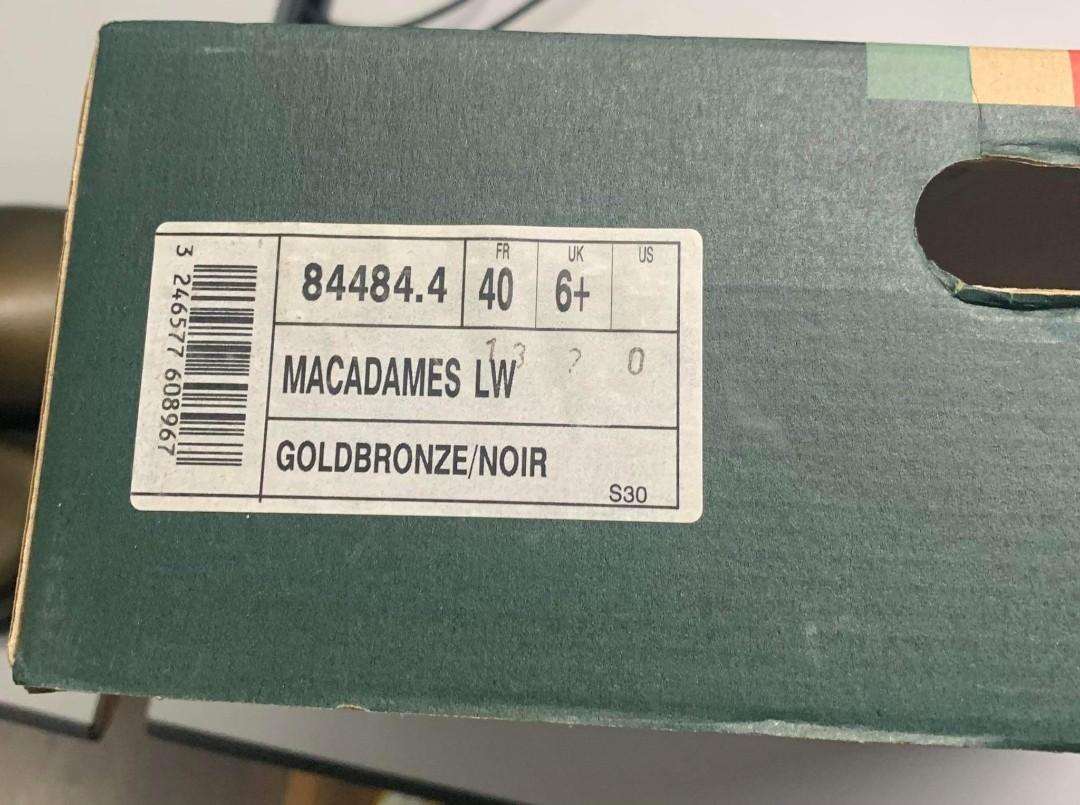 3 246577 608967
84484.4
FR 40
UK 6+
US
MACADAMES LW
GOLDBRONZE/NOIR
S30